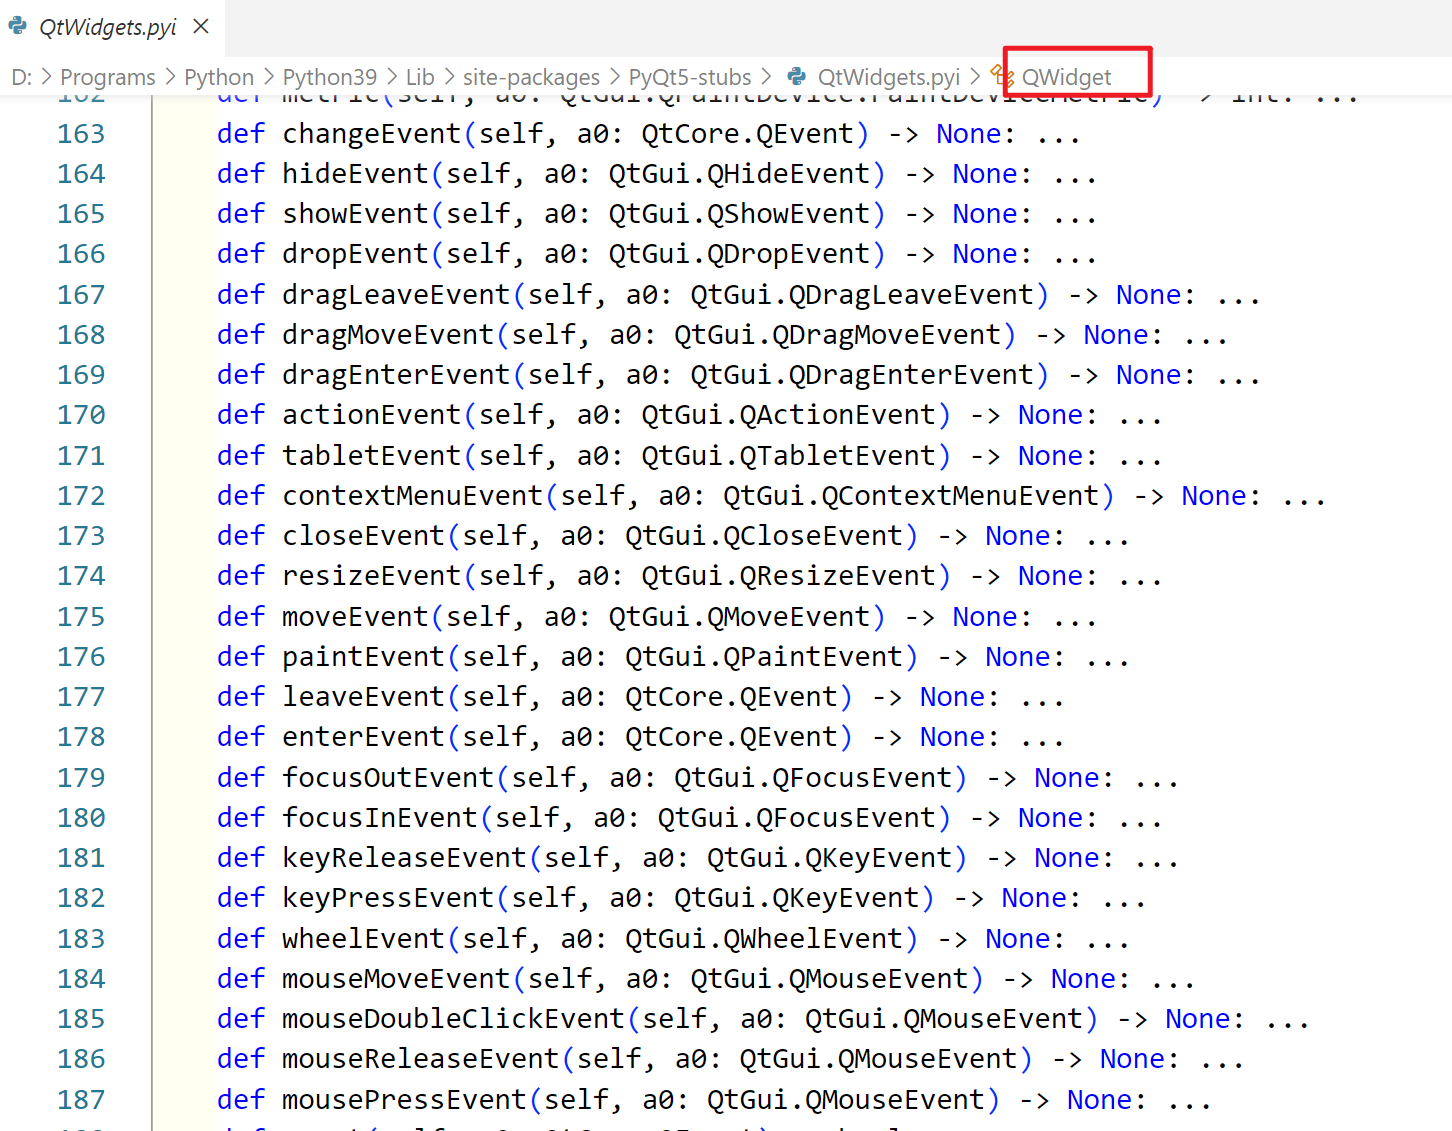 QtWidgets.pyi ×
D: > Programs > Python > Python39 > Lib > site-packages > PyQt5-stubs > QtWidgets.pyi > QWidget
162 def metric(self, a0: QtGui.QPaintDevice.PaintDeviceMetric) -> int: ...
163 def changeEvent(self, a0: QtCore.QEvent) -> None: ...
164 def hideEvent(self, a0: QtGui.QHideEvent) -> None: ...
165 def showEvent(self, a0: QtGui.QShowEvent) -> None: ...
166 def dropEvent(self, a0: QtGui.QDropEvent) -> None: ...
167 def dragLeaveEvent(self, a0: QtGui.QDragLeaveEvent) -> None: ...
168 def dragMoveEvent(self, a0: QtGui.QDragMoveEvent) -> None: ...
169 def dragEnterEvent(self, a0: QtGui.QDragEnterEvent) -> None: ...
170 def actionEvent(self, a0: QtGui.QActionEvent) -> None: ...
171 def tabletEvent(self, a0: QtGui.QTabletEvent) -> None: ...
172 def contextMenuEvent(self, a0: QtGui.QContextMenuEvent) -> None: ...
173 def closeEvent(self, a0: QtGui.QCloseEvent) -> None: ...
174 def resizeEvent(self, a0: QtGui.QResizeEvent) -> None: ...
175 def moveEvent(self, a0: QtGui.QMoveEvent) -> None: ...
176 def paintEvent(self, a0: QtGui.QPaintEvent) -> None: ...
177 def leaveEvent(self, a0: QtCore.QEvent) -> None: ...
178 def enterEvent(self, a0: QtCore.QEvent) -> None: ...
179 def focusOutEvent(self, a0: QtGui.QFocusEvent) -> None: ...
180 def focusInEvent(self, a0: QtGui.QFocusEvent) -> None: ...
181 def keyReleaseEvent(self, a0: QtGui.QKeyEvent) -> None: ...
182 def keyPressEvent(self, a0: QtGui.QKeyEvent) -> None: ...
183 def wheelEvent(self, a0: QtGui.QWheelEvent) -> None: ...
184 def mouseMoveEvent(self, a0: QtGui.QMouseEvent) -> None: ...
185 def mouseDoubleClickEvent(self, a0: QtGui.QMouseEvent) -> None: ...
186 def mouseReleaseEvent(self, a0: QtGui.QMouseEvent) -> None: ...
187 def mousePressEvent(self, a0: QtGui.QMouseEvent) -> None: ...